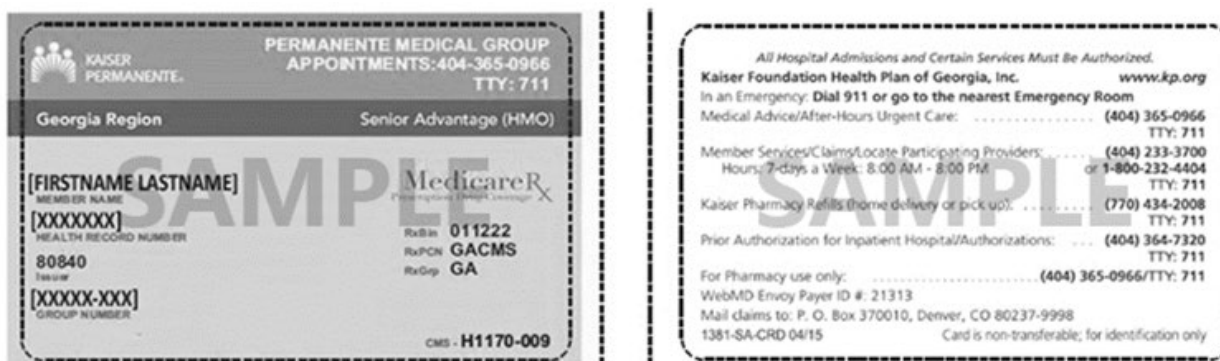 KAISER
PERMANENTE®
PERMANENTE MEDICAL GROUP
APPOINTMENTS:404-365-0966
TTY: 711
Georgia Region Senior Advantage (HMO)
SAMPLE
[FIRSTNAME LASTNAME]
MEMBER NAME
[XXXXXXX]
HEALTH RECORD NUMBER
80840
Issuer
[XXXXX-XXX]
GROUP NUMBER
MedicareRx
Prescription Drug Coverage
RxBin 011222
RxPCN GACMS
RxGrp GA
CMS - H1170-009
All Hospital Admissions and Certain Services Must Be Authorized.
Kaiser Foundation Health Plan of Georgia, Inc. www.kp.org
In an Emergency: Dial 911 or go to the nearest Emergency Room
Medical Advice/After-Hours Urgent Care: (404) 365-0966
TTY: 711
Member Services/Claims/Locate Participating Providers: (404) 233-3700
Hours: 7-days a Week: 8:00 AM - 8:00 PM or 1-800-232-4404
TTY: 711
SAMPLE
Kaiser Pharmacy Refills (home delivery or pick up): (770) 434-2008
TTY: 711
Prior Authorization for Inpatient Hospital/Authorizations: .... (404) 364-7320
TTY: 711
For Pharmacy use only: (404) 365-0966/TTY: 711
WebMD Envoy Payer ID #: 21313
Mail claims to: P. O. Box 370010, Denver, CO 80237-9998
1381-SA-CRD 04/15 Card is non-transferable; for identification only